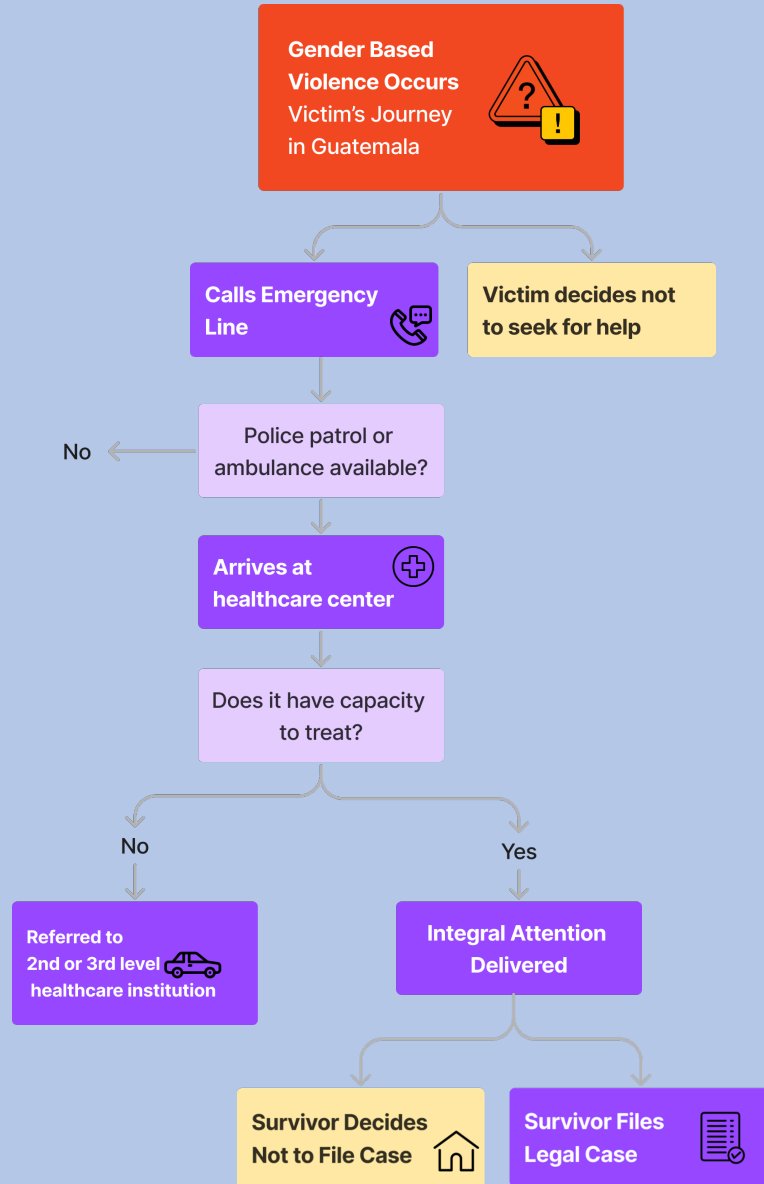 Gender Based
Violence Occurs
Victim's Journey
in Guatemala
?
!
Calls Emergency
Line
Victim decides not
to seek for help
Police patrol or
ambulance available?
No
Arrives at
healthcare center
Does it have capacity
to treat?
No
Yes
Referred to
2nd or 3rd level
healthcare institution
Integral Attention
Delivered
Survivor Decides
Not to File Case
Survivor Files
Legal Case